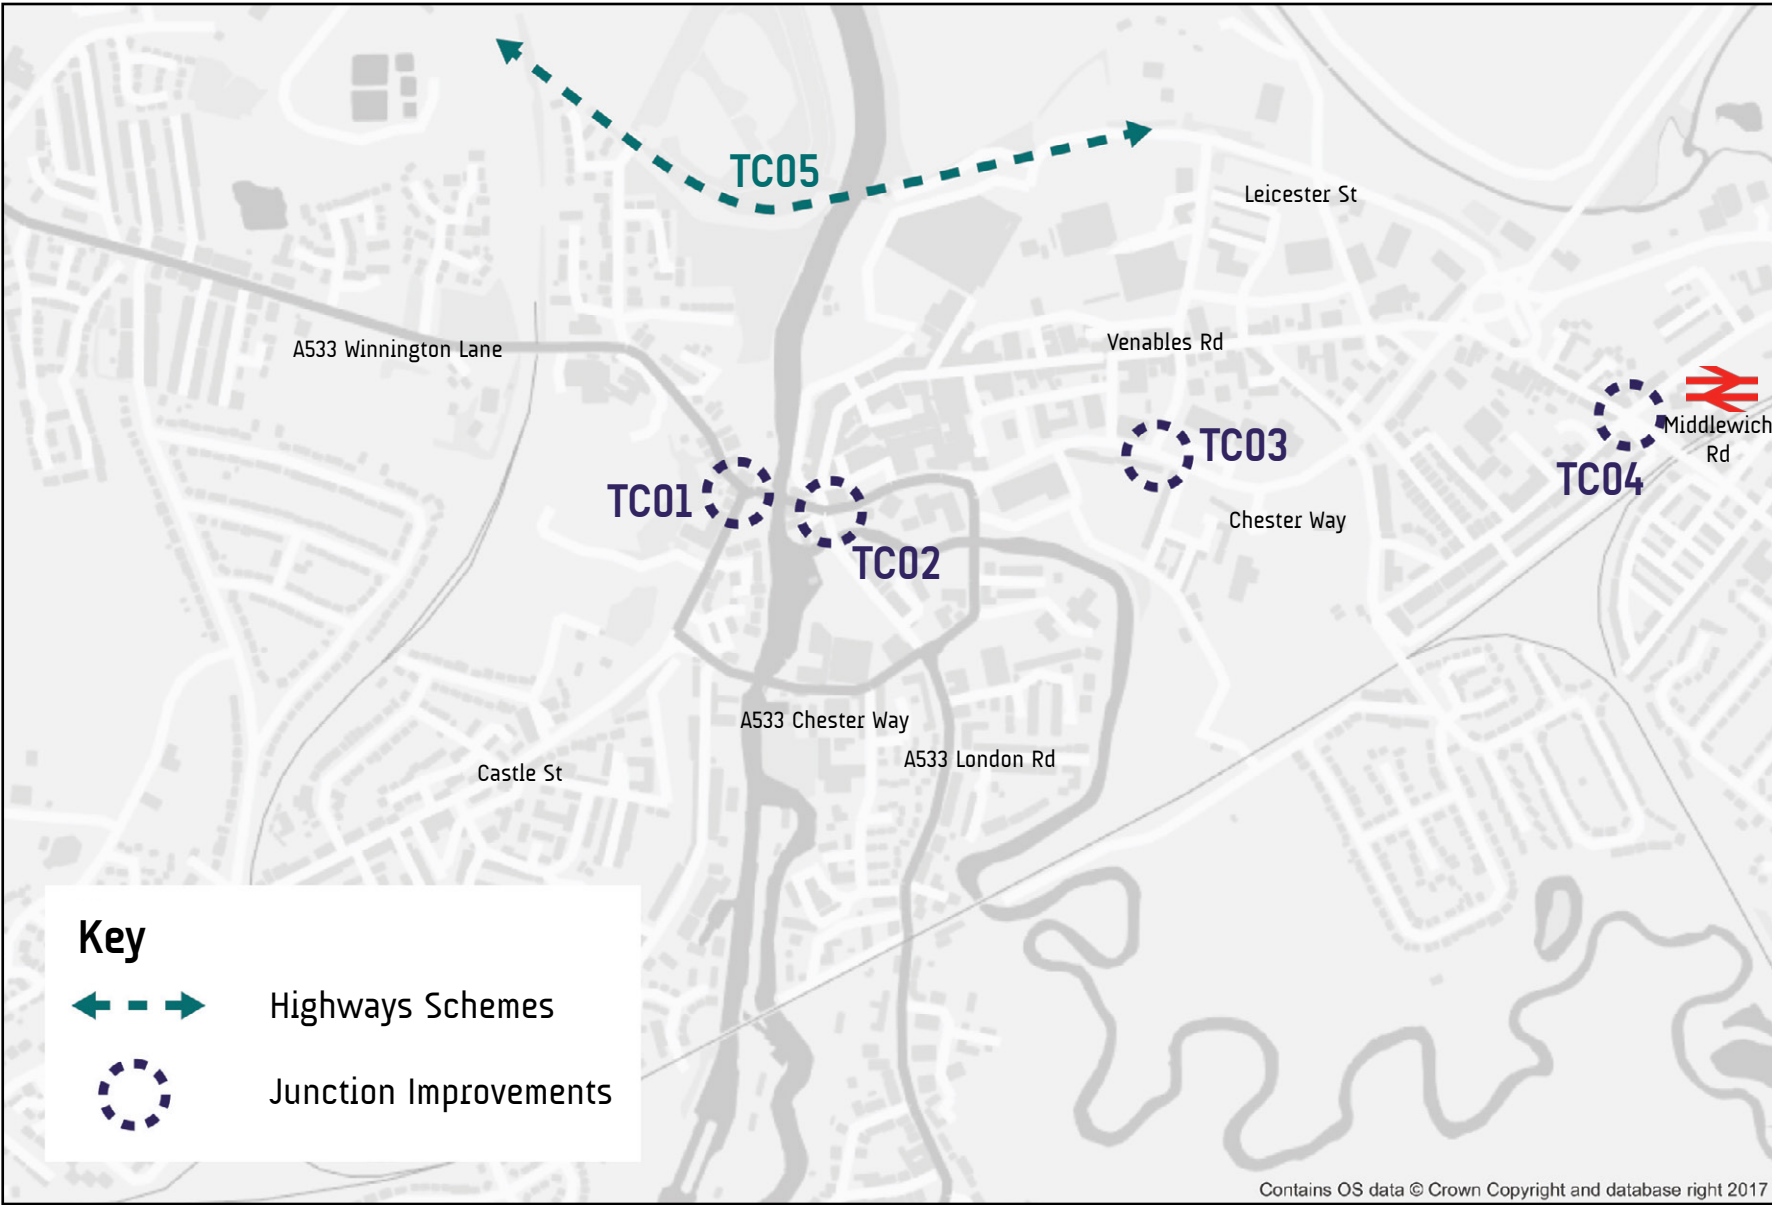 TC05
Leicester St
A533 Winnington Lane
Venables Rd
Middlewich
Rd
TC03
TC04
TC01
Chester Way
TC02
A533 Chester Way
A533 London Rd
Castle St
Key
Highways Schemes
Junction Improvements
Contains OS data © Crown Copyright and database right 2017